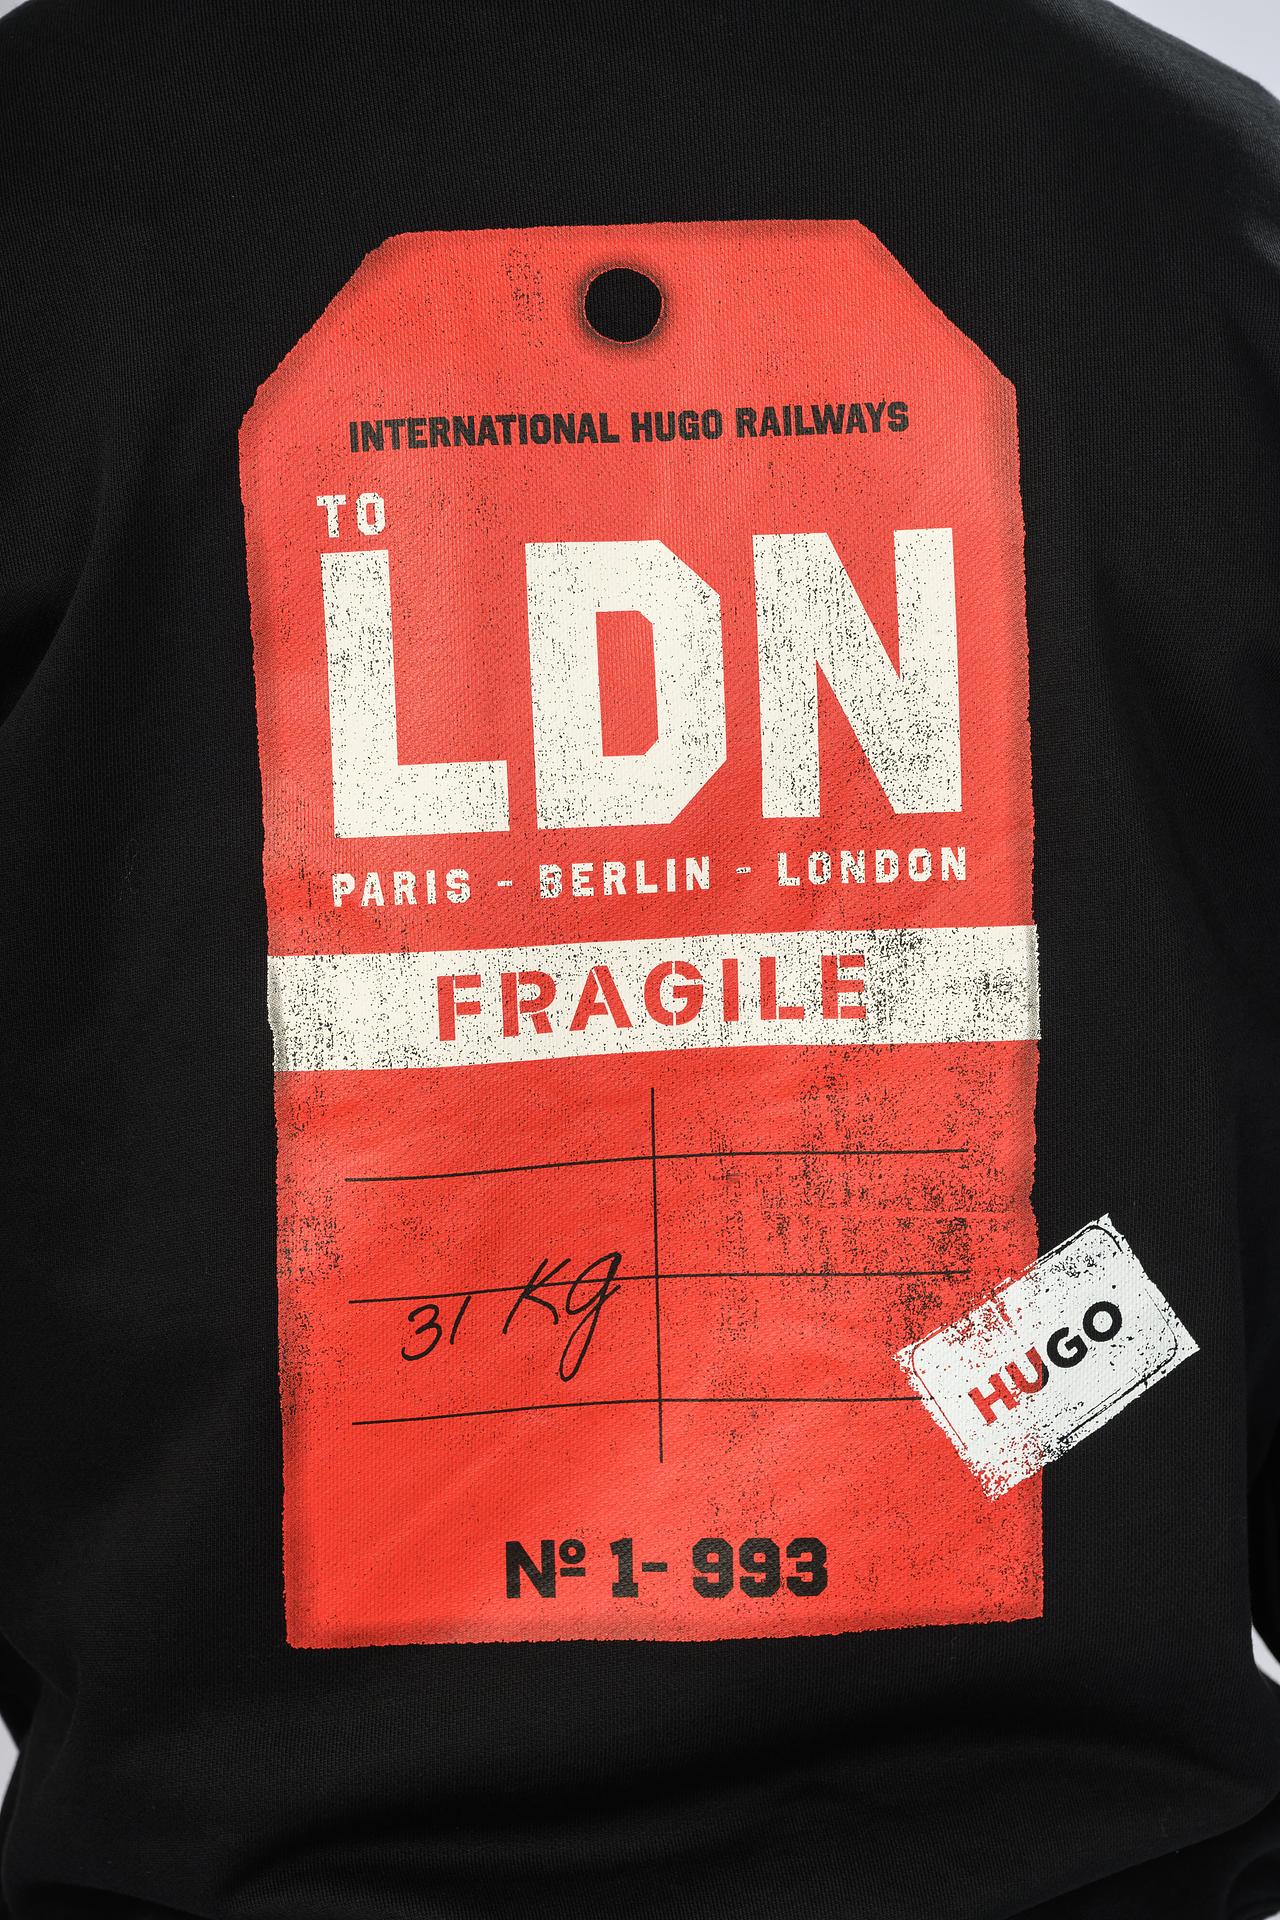 INTERNATIONAL HUGO RAILWAYS
TO
LDN
PARIS - BERLIN - LONDON
FRAGILE
31 KG
HUGO
Nº 1- 993